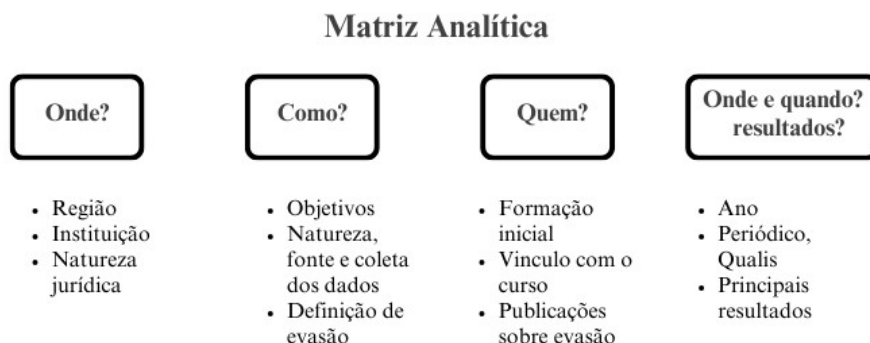 Matriz Analítica
Onde?
• Região
• Instituição
• Natureza
jurídica
Como?
• Objetivos
• Natureza,
fonte e coleta
dos dados
• Definição de
evasão
Quem?
• Formação
inicial
• Vinculo com o
curso
• Publicações
sobre evasão
Onde e quando?
resultados?
• Ano
• Periódico,
Qualis
• Principais
resultados